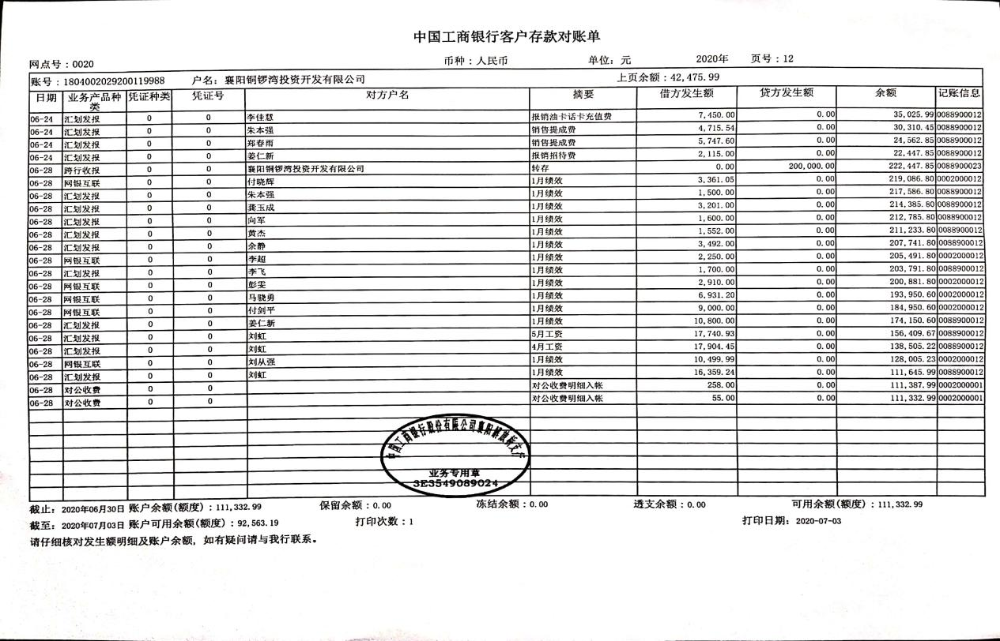 中国工商银行客户存款对账单
网点号：0020 币种：人民币 单位：元 2020年 页号：12
账号：1804002029200119988 户名：襄阳铜锣湾投资开发有限公司 上页余额：42,475.99
日期 业务产品种类 凭证种类 凭证号 对方户名 摘要 借方发生额 贷方发生额 余额 记账信息
06-24 汇划发报 0 0 李佳慧 报销油卡话卡充值费 7,450.00 0.00 35,025.99 0088900012
06-24 汇划发报 0 0 朱本强 销售提成费 4,715.54 0.00 30,310.45 0088900012
06-24 汇划发报 0 0 郑春雨 销售提成费 5,747.60 0.00 24,562.85 0088900012
06-24 汇划发报 0 0 姜仁新 报销招待费 2,115.00 0.00 22,447.85 0088900012
06-28 跨行收报 0 0 襄阳铜锣湾投资开发有限公司 转存 0.00 200,000.00 222,447.85 0088900023
06-28 网银互联 0 0 付晓辉 1月绩效 3,361.05 0.00 219,086.80 0002000012
06-28 汇划发报 0 0 朱本强 1月绩效 1,500.00 0.00 217,586.80 0088900012
06-28 汇划发报 0 0 龚玉成 1月绩效 3,201.00 0.00 214,385.80 0088900012
06-28 汇划发报 0 0 向军 1月绩效 1,600.00 0.00 212,785.80 0088900012
06-28 汇划发报 0 0 黄杰 1月绩效 1,552.00 0.00 211,233.80 0088900012
06-28 汇划发报 0 0 余静 1月绩效 3,492.00 0.00 207,741.80 0088900012
06-28 网银互联 0 0 李超 1月绩效 2,250.00 0.00 205,491.80 0002000012
06-28 汇划发报 0 0 李飞 1月绩效 1,700.00 0.00 203,791.80 0088900012
06-28 网银互联 0 0 彭雯 1月绩效 2,910.00 0.00 200,881.80 0002000012
06-28 网银互联 0 0 马骁勇 1月绩效 6,931.20 0.00 193,950.60 0002000012
06-28 网银互联 0 0 付剑平 1月绩效 9,000.00 0.00 184,950.60 0002000012
06-28 汇划发报 0 0 姜仁新 1月绩效 10,800.00 0.00 174,150.60 0088900012
06-28 汇划发报 0 0 刘虹 5月工资 17,740.93 0.00 156,409.67 0088900012
06-28 汇划发报 0 0 刘虹 4月工资 17,904.45 0.00 138,505.22 0088900012
06-28 网银互联 0 0 刘从强 1月绩效 10,499.99 0.00 128,005.23 0002000012
06-28 汇划发报 0 0 刘虹 1月绩效 16,359.24 0.00 111,645.99 0088900012
06-28 对公收费 0 0 对公收费明细入帐 258.00 0.00 111,387.99 0002000001
06-28 对公收费 0 0 对公收费明细入帐 55.00 0.00 111,332.99 0002000001
中国工商银行股份有限公司襄阳解放桥支行
业务专用章
3E3549089024
截止：2020年06月30日 账户余额(额度)：111,332.99 保留余额：0.00 冻结余额：0.00 透支余额：0.00 可用余额(额度)：111,332.99
截至：2020年07月03日 账户可用余额(额度)：92,563.19 打印次数：1 打印日期：2020-07-03
请仔细核对发生额明细及账户余额，如有疑问请与我行联系。